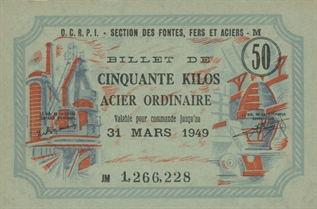 O.C.R.P.I. - SECTION DES FONTES, FERS ET ACIERS - M
50
BILLET DE
CINQUANTE KILOS
ACIER ORDINAIRE
Valable pour commande jusqu'au
31 MARS 1949
JM 1,266,228